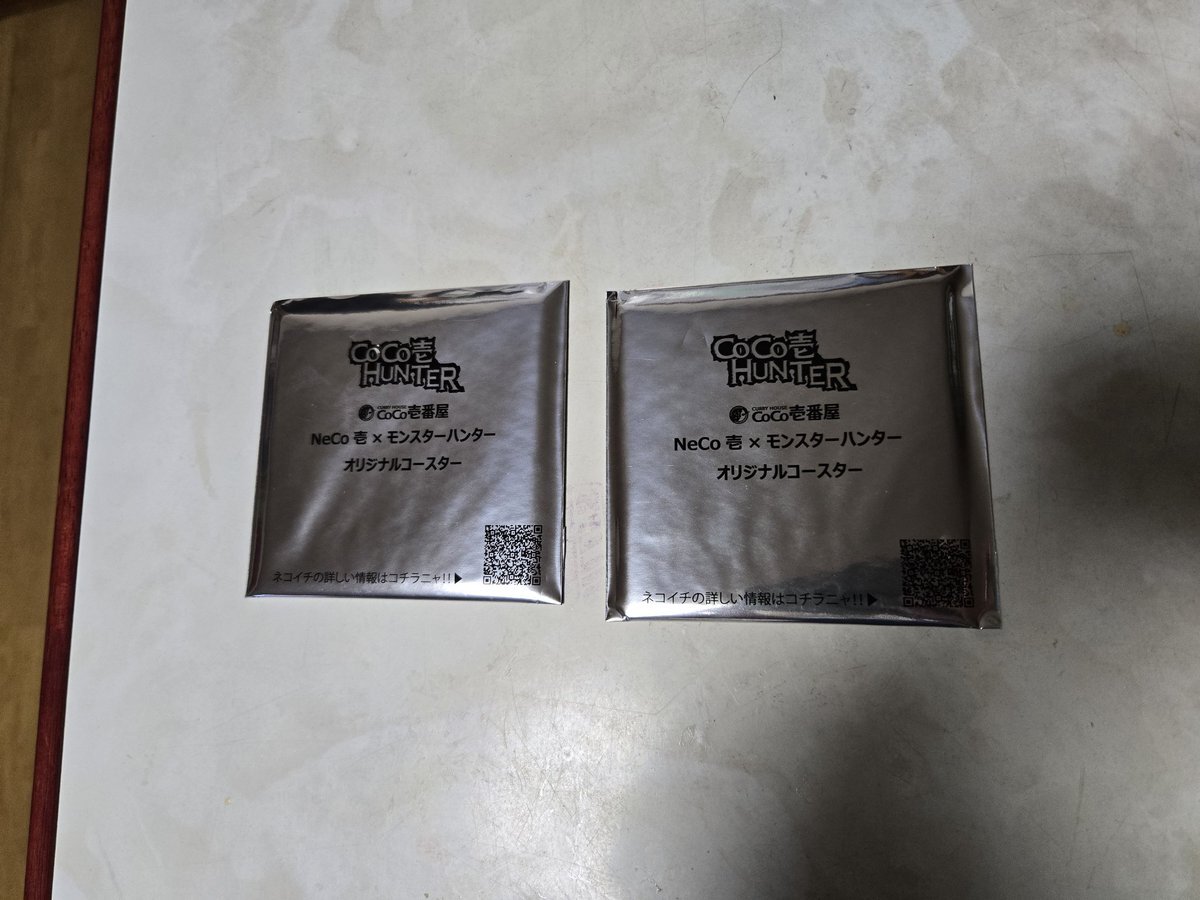 CoCo壱
HUNTER
CURRY HOUSE
CoCo壱番屋
NeCo 壱 × モンスターハンター
オリジナルコースター
ネコイチの詳しい情報はコチラニャ!!▶
CoCo壱
HUNTER
CURRY HOUSE
CoCo壱番屋
NeCo 壱 × モンスターハンター
オリジナルコースター
ネコイチの詳しい情報はコチラニャ!!▶